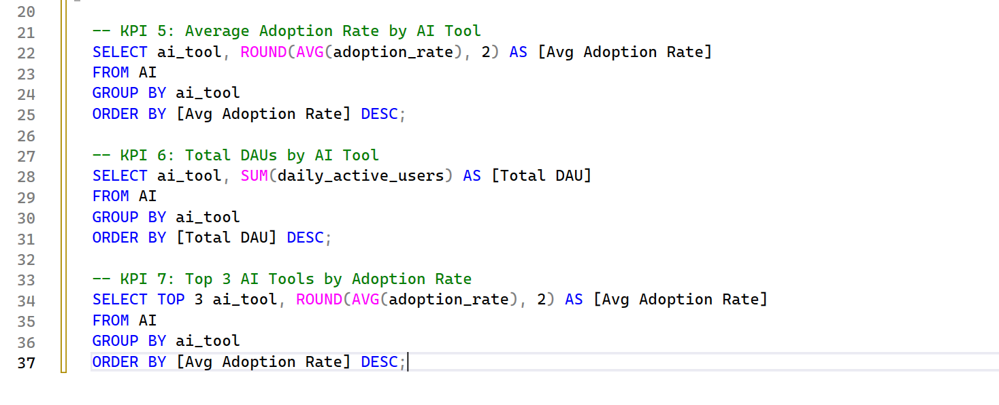 20
21 -- KPI 5: Average Adoption Rate by AI Tool
22 SELECT ai_tool, ROUND(AVG(adoption_rate), 2) AS [Avg Adoption Rate]
23 FROM AI
24 GROUP BY ai_tool
25 ORDER BY [Avg Adoption Rate] DESC;
26
27 -- KPI 6: Total DAUs by AI Tool
28 SELECT ai_tool, SUM(daily_active_users) AS [Total DAU]
29 FROM AI
30 GROUP BY ai_tool
31 ORDER BY [Total DAU] DESC;
32
33 -- KPI 7: Top 3 AI Tools by Adoption Rate
34 SELECT TOP 3 ai_tool, ROUND(AVG(adoption_rate), 2) AS [Avg Adoption Rate]
35 FROM AI
36 GROUP BY ai_tool
37 ORDER BY [Avg Adoption Rate] DESC;